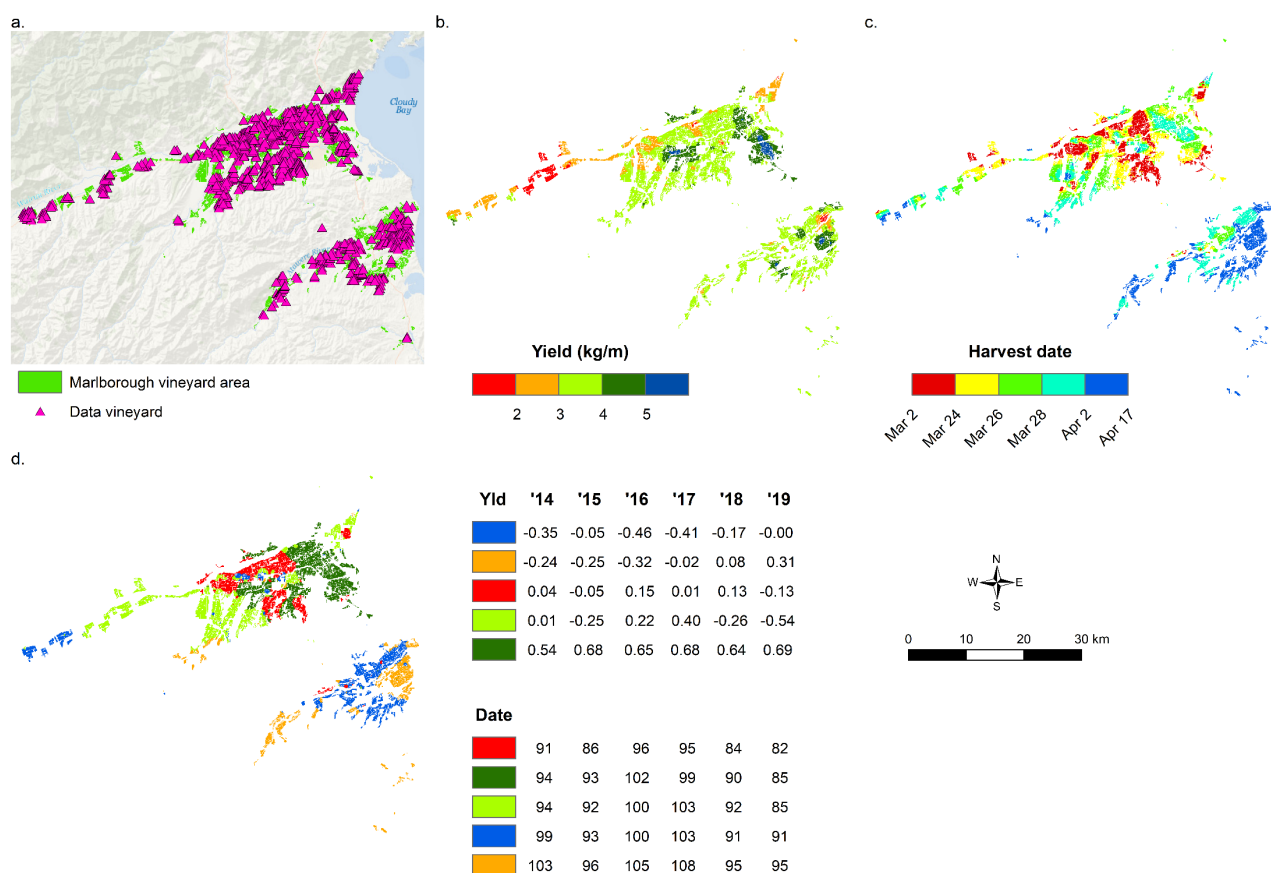 a.
b.
c.
Cloudy
Bay
Marlborough vineyard area
Data vineyard
Yield (kg/m)
2 3 4 5
Harvest date
Mar 2 Mar 24 Mar 26 Mar 28 Apr 2 Apr 17
d.
Yld '14 '15 '16 '17 '18 '19
-0.35 -0.05 -0.46 -0.41 -0.17 -0.00
-0.24 -0.25 -0.32 -0.02 0.08 0.31
0.04 -0.05 0.15 0.01 0.13 -0.13
0.01 -0.25 0.22 0.40 -0.26 -0.54
0.54 0.68 0.65 0.68 0.64 0.69
N
W E
S
0 10 20 30 km
Date
91 86 96 95 84 82
94 93 102 99 90 85
94 92 100 103 92 85
99 93 100 103 91 91
103 96 105 108 95 95